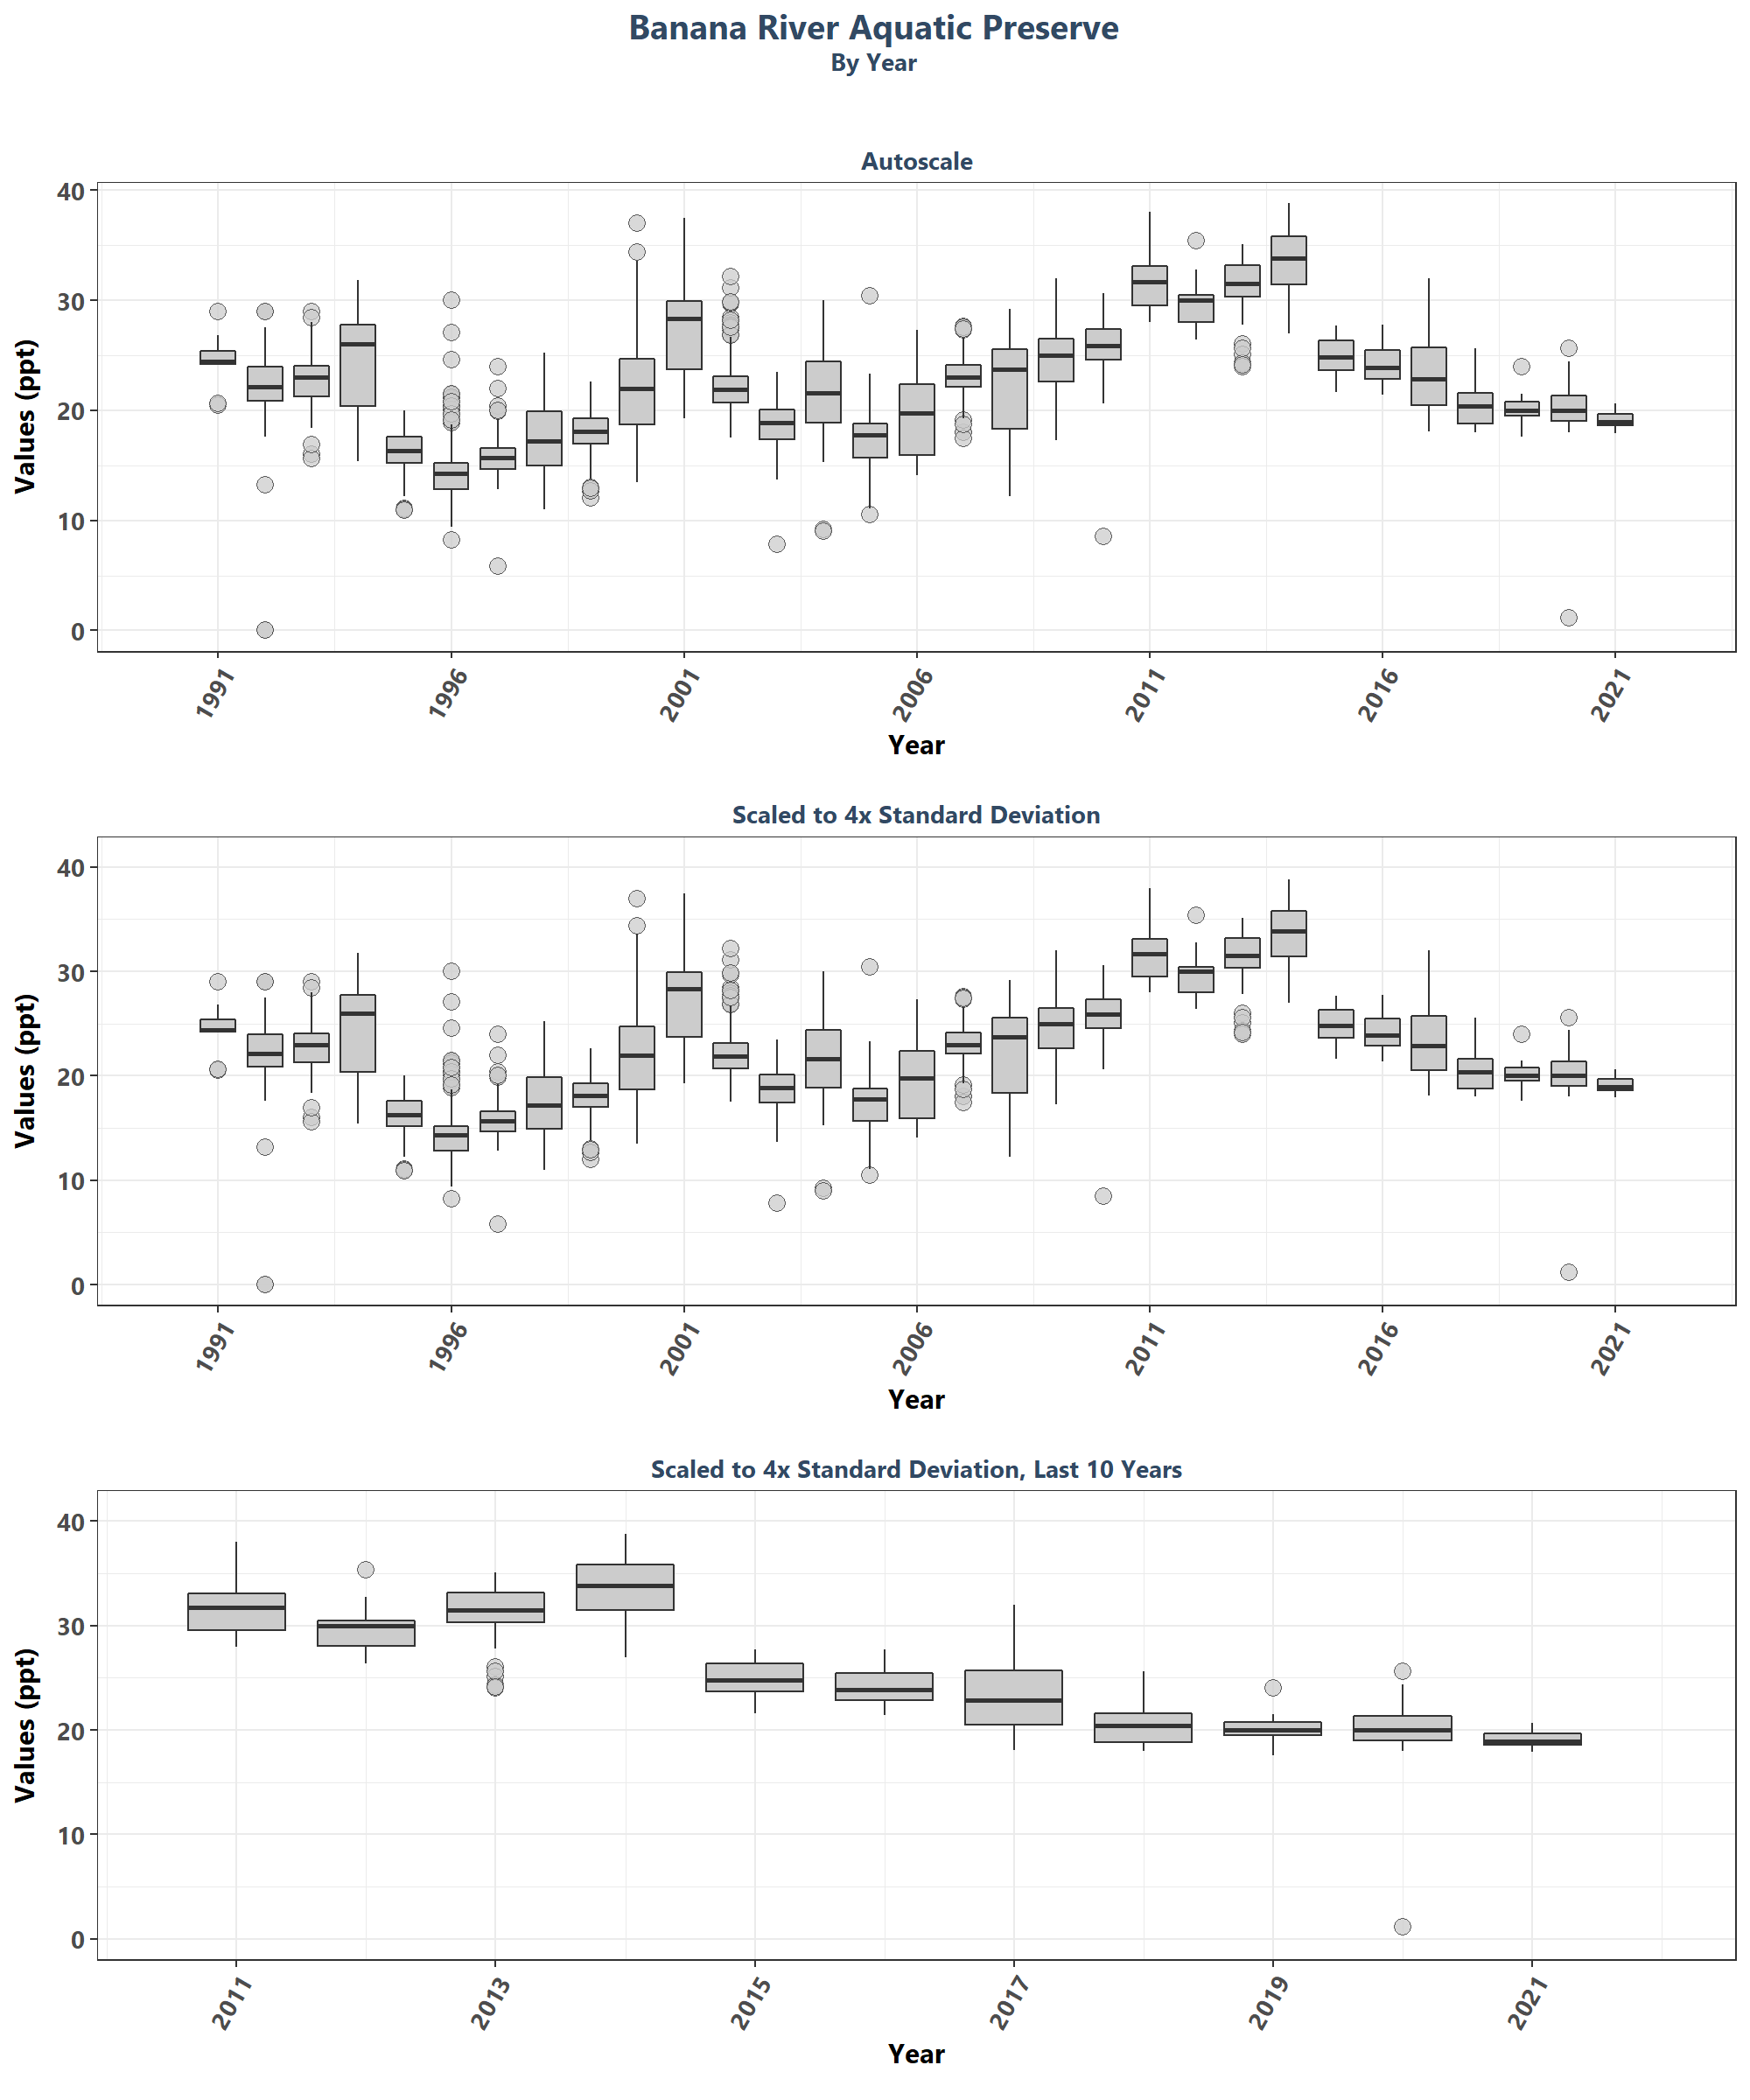 Banana River Aquatic Preserve
By Year
Autoscale
Values (ppt)
40
30
20
10
0
1991 1996 2001 2006 2011 2016 2021
Year
Scaled to 4x Standard Deviation
Values (ppt)
40
30
20
10
0
1991 1996 2001 2006 2011 2016 2021
Year
Scaled to 4x Standard Deviation, Last 10 Years
Values (ppt)
40
30
20
10
0
2011 2013 2015 2017 2019 2021
Year